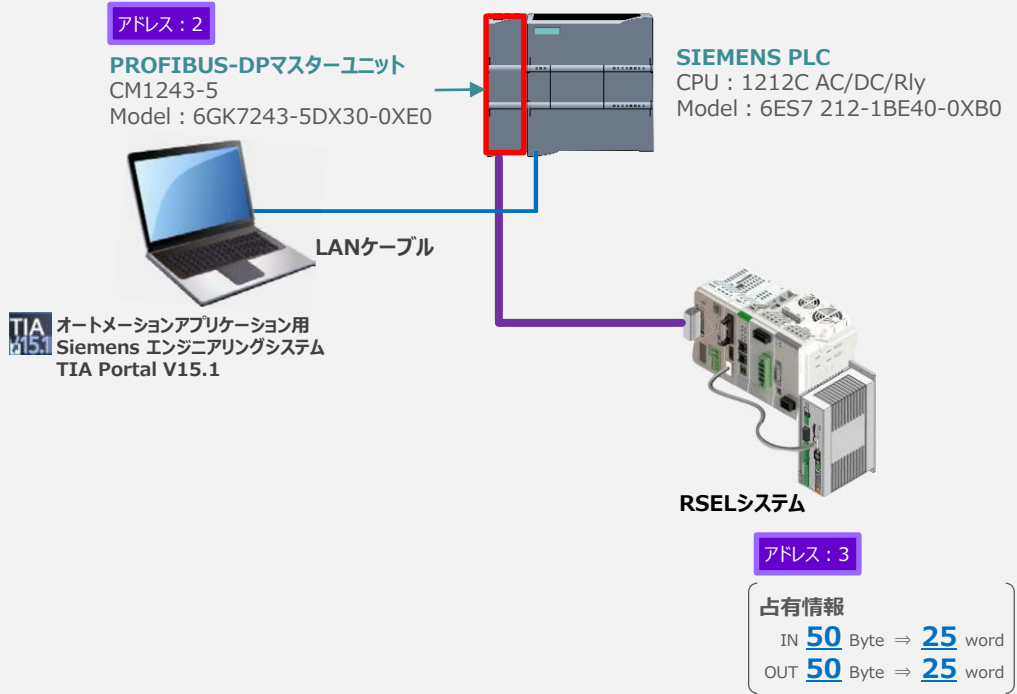 アドレス：2
PROFIBUS-DPマスターユニット
CM1243-5
Model：6GK7243-5DX30-0XE0
SIEMENS PLC
CPU：1212C AC/DC/Rly
Model：6ES7 212-1BE40-0XB0
LANケーブル
TIA
V15.1
オートメーションアプリケーション用
Siemens エンジニアリングシステム
TIA Portal V15.1
RSELシステム
アドレス：3
占有情報
IN 50 Byte ⇒ 25 word
OUT 50 Byte ⇒ 25 word